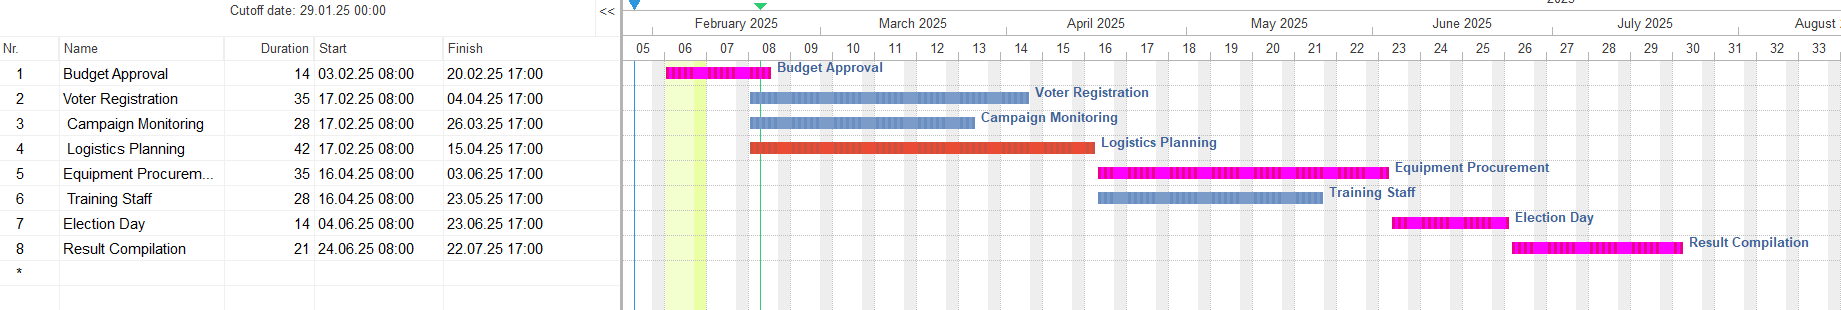 Cutoff date: 29.01.25 00:00
<<
February 2025 March 2025 April 2025 May 2025 June 2025 July 2025 August
Nr. Name Duration Start Finish
05 06 07 08 09 10 11 12 13 14 15 16 17 18 19 20 21 22 23 24 25 26 27 28 29 30 31 32 33
1 Budget Approval 14 03.02.25 08:00 20.02.25 17:00 Budget Approval
2 Voter Registration 35 17.02.25 08:00 04.04.25 17:00 Voter Registration
3 Campaign Monitoring 28 17.02.25 08:00 26.03.25 17:00 Campaign Monitoring
4 Logistics Planning 42 17.02.25 08:00 15.04.25 17:00 Logistics Planning
5 Equipment Procurem... 35 16.04.25 08:00 03.06.25 17:00 Equipment Procurement
6 Training Staff 28 16.04.25 08:00 23.05.25 17:00 Training Staff
7 Election Day 14 04.06.25 08:00 23.06.25 17:00 Election Day
8 Result Compilation 21 24.06.25 08:00 22.07.25 17:00 Result Compilation
*